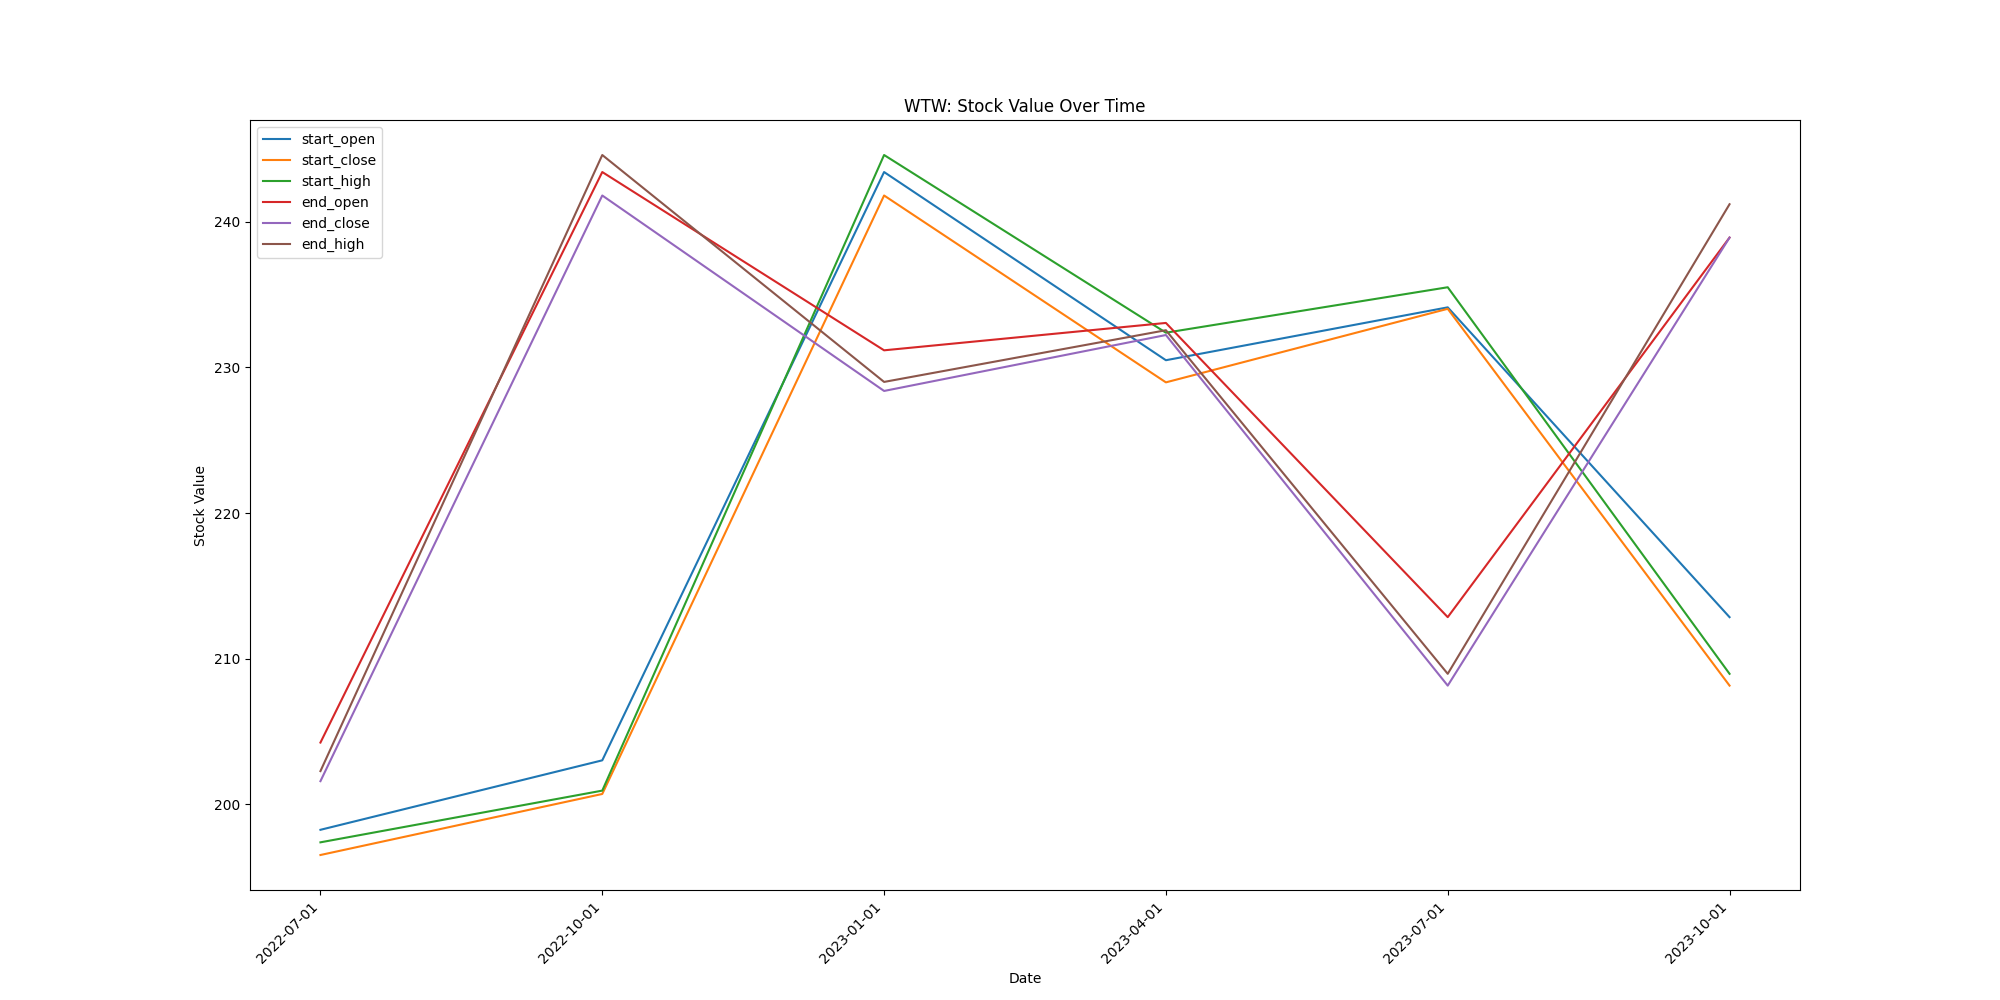 WTW: Stock Value Over Time
start_open
start_close
start_high
end_open
end_close
end_high
Stock Value
240
230
220
210
200
2022-07-01
2022-10-01
2023-01-01
2023-04-01
2023-07-01
2023-10-01
Date